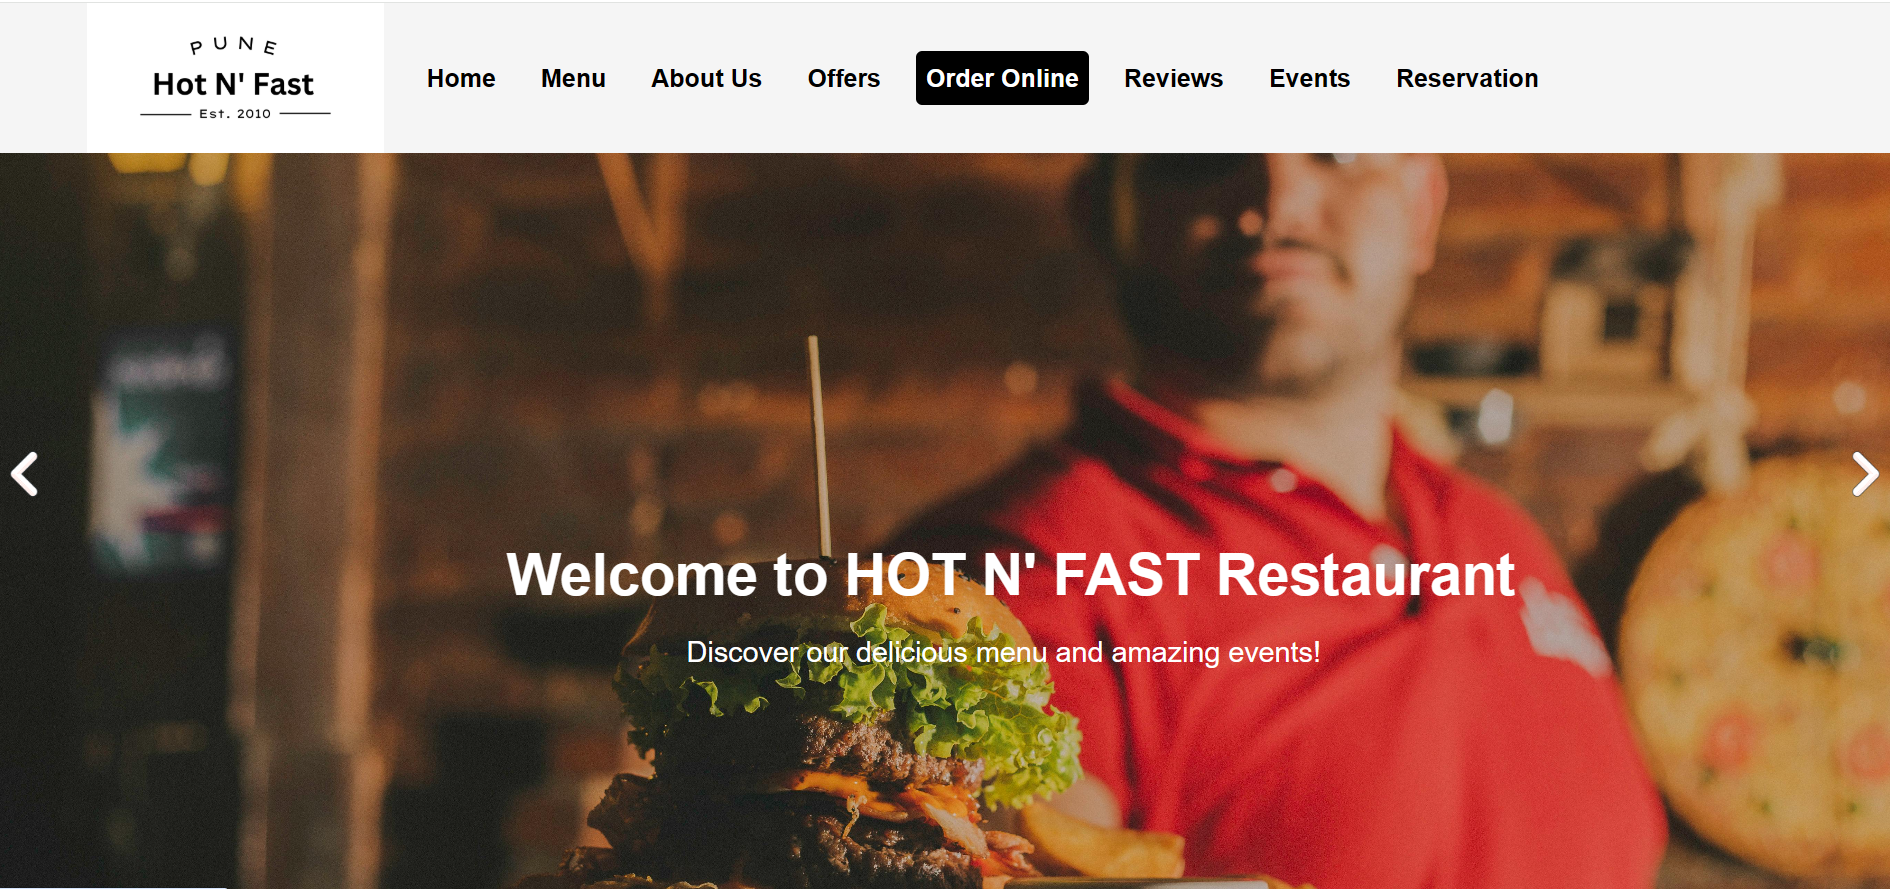 PUNE
Hot N' Fast
Est. 2010
Home Menu About Us Offers Order Online Reviews Events Reservation
Welcome to HOT N' FAST Restaurant
Discover our delicious menu and amazing events!